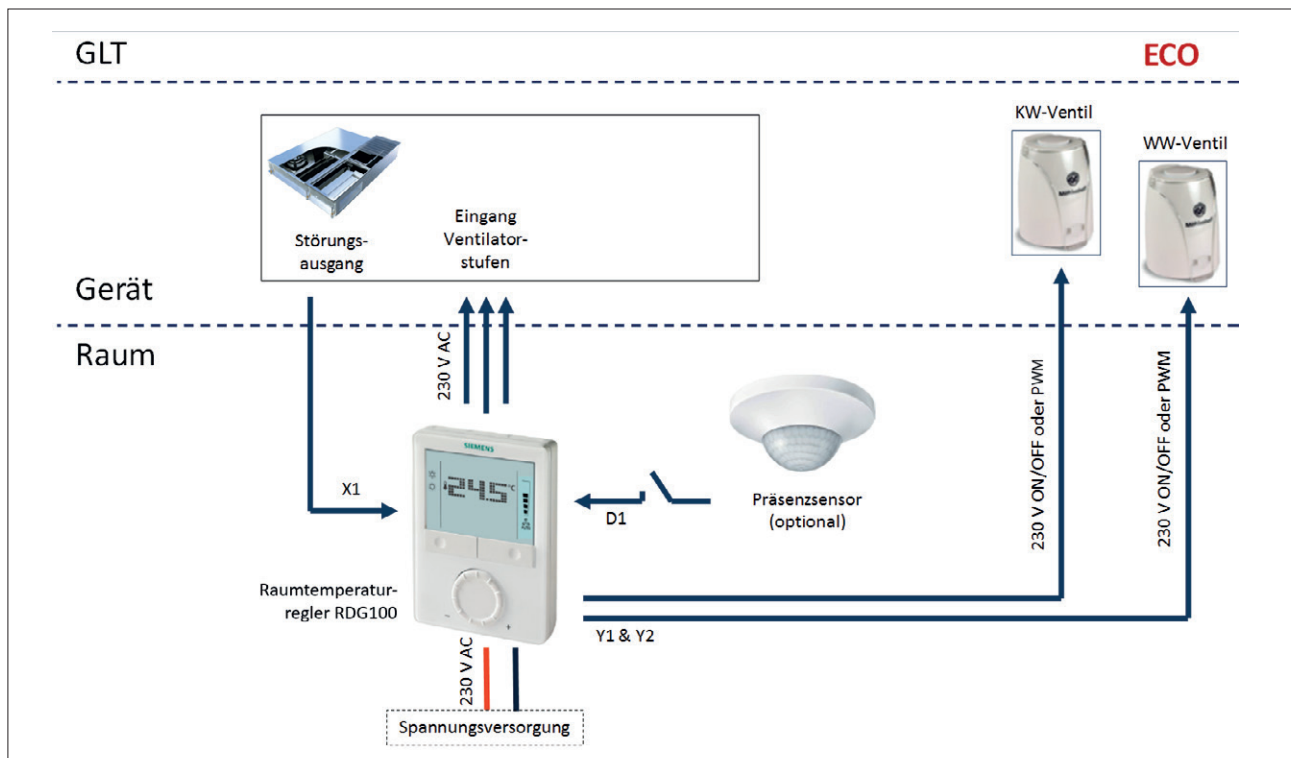 GLT
ECO
KW-Ventil
WW-Ventil
Störungs-
ausgang
Eingang
Ventilator-
stufen
Gerät
Raum
230 V AC
SIEMENS
24.5 °C
X1
D1
Präsenzsensor
(optional)
230 V ON/OFF oder PWM
230 V ON/OFF oder PWM
Raumtemperatur-
regler RDG100
- +
Y1 & Y2
230 V AC
Spannungsversorgung